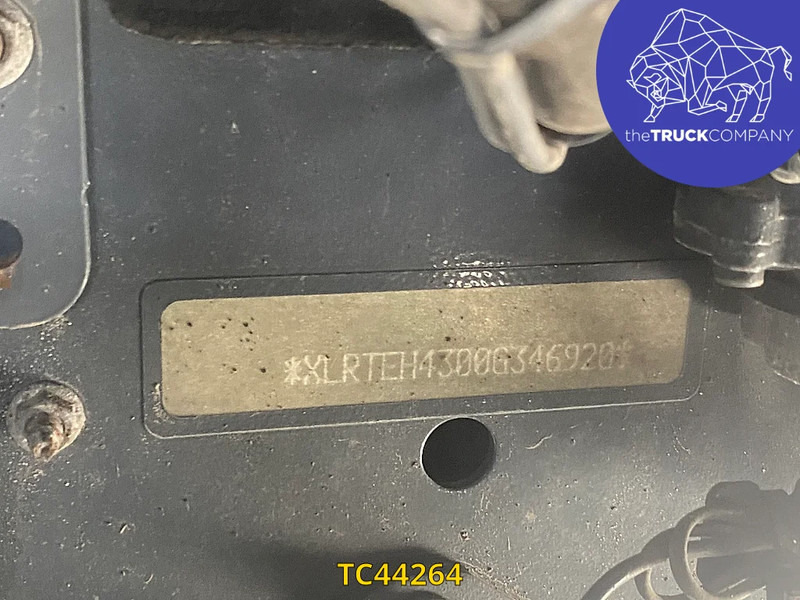 theTRUCKCOMPANY
*XLRTEH4300G346920*
TC44264